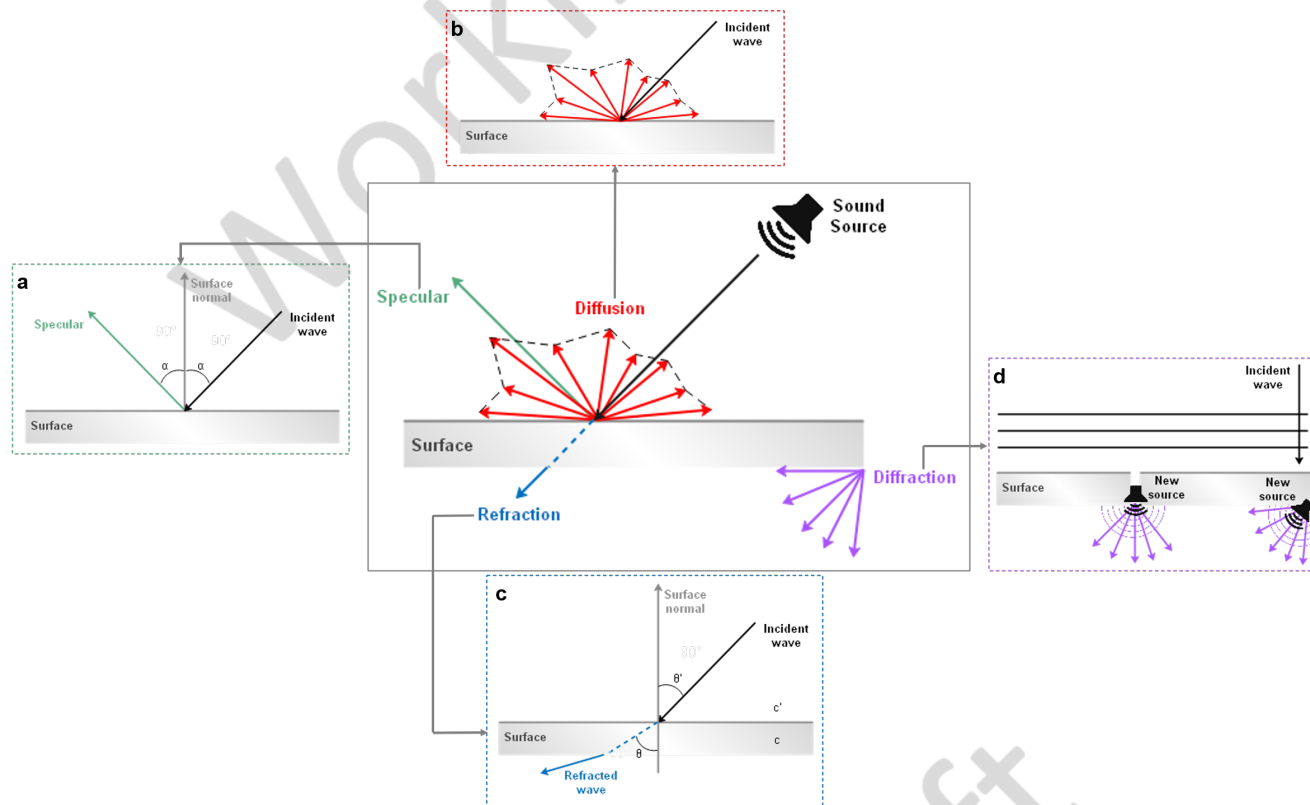 b
Incident
wave
Surface
Sound
Source
a
Surface
normal
Specular
90°
90°
Incident
wave
α
α
Surface
Specular
Diffusion
Surface
Refraction
Diffraction
d
Incident
wave
Surface
New
source
New
source
c
Surface
normal
Incident
wave
θ'
c'
Surface
c
θ
Refracted
wave